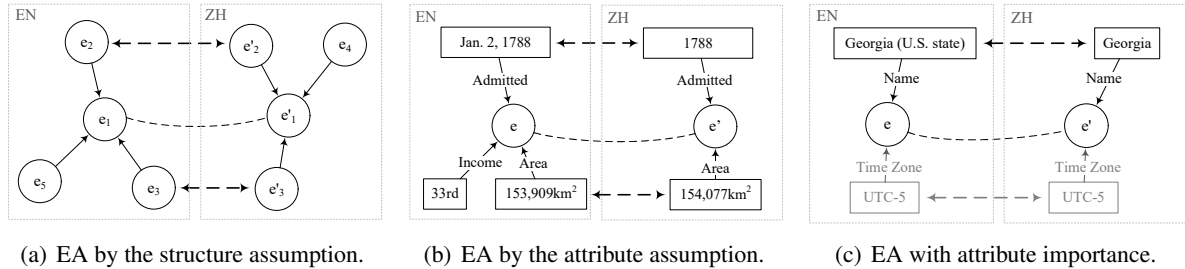 EN
ZH
e2
e'2
e4
e1
e'1
e5
e3
e'3
(a) EA by the structure assumption.
EN
ZH
Jan. 2, 1788
1788
Admitted
Admitted
e
e’
Income
Area
Area
33rd
153,909km²
154,077km²
(b) EA by the attribute assumption.
EN
ZH
Georgia (U.S. state)
Georgia
Name
Name
e
e'
Time Zone
Time Zone
UTC-5
UTC-5
(c) EA with attribute importance.